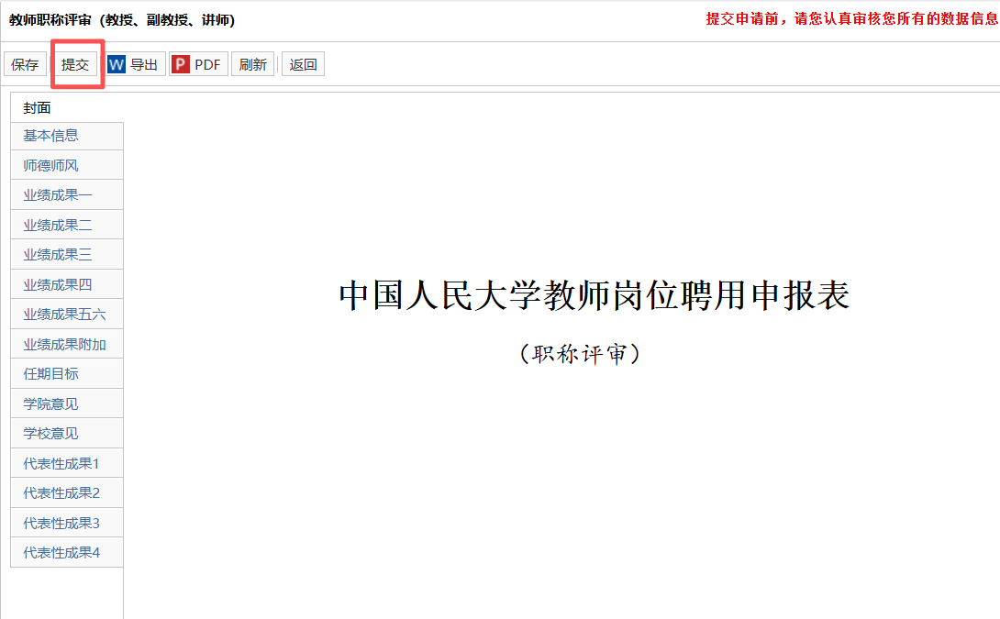 教师职称评审（教授、副教授、讲师）
提交申请前，请您认真审核您所有的数据信息
保存 提交 W 导出 P PDF 刷新 返回
封面
基本信息
师德师风
业绩成果一
业绩成果二
业绩成果三
业绩成果四
业绩成果五六
业绩成果附加
任期目标
学院意见
学校意见
代表性成果1
代表性成果2
代表性成果3
代表性成果4
中国人民大学教师岗位聘用申报表
（职称评审）